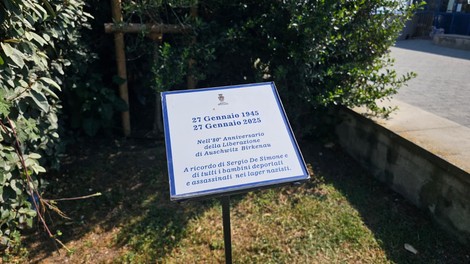 27 Gennaio 1945
27 Gennaio 2025
Nell'80° Anniversario
della Liberazione
di Auschwitz Birkenau
A ricordo di Sergio De Simone e
di tutti i bambini deportati
e assassinati nei lager nazisti.